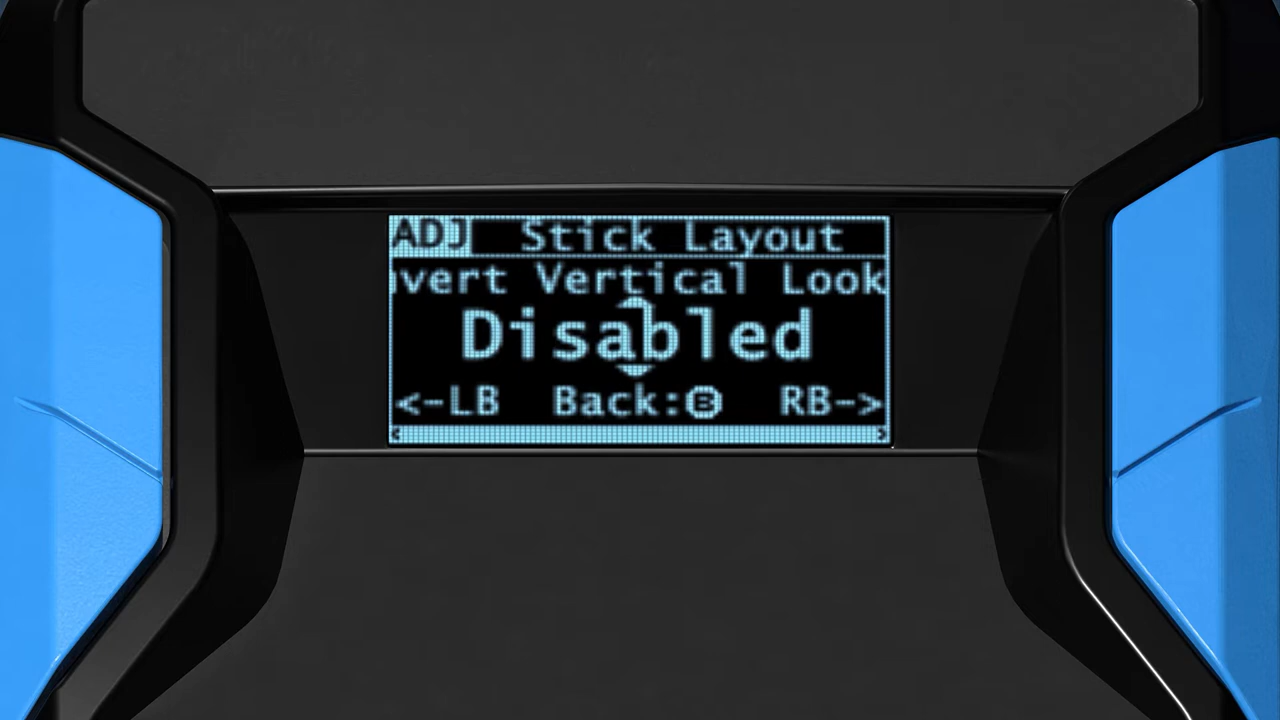 ADJ Stick Layout
vert Vertical Look
Disabled
<-LB Back:B RB->